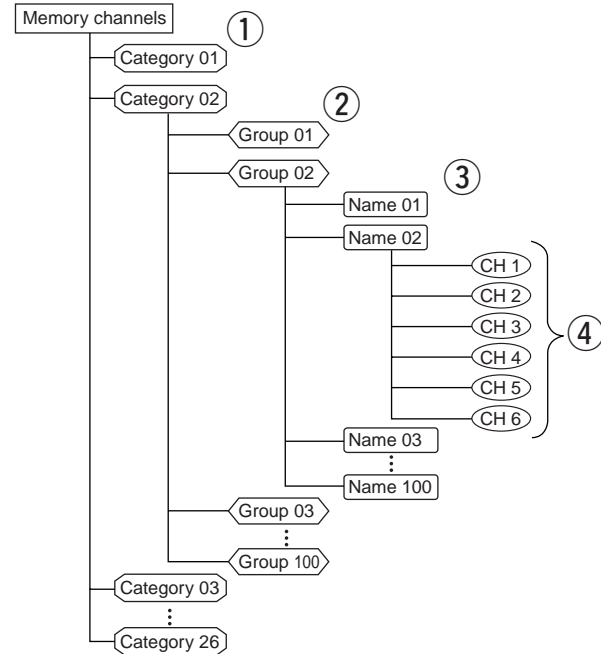 Memory channels
①
Category 01
Category 02
②
Group 01
Group 02
③
Name 01
Name 02
CH 1
CH 2
CH 3
④
CH 4
CH 5
CH 6
Name 03
Name 100
Group 03
Group 100
Category 03
Category 26